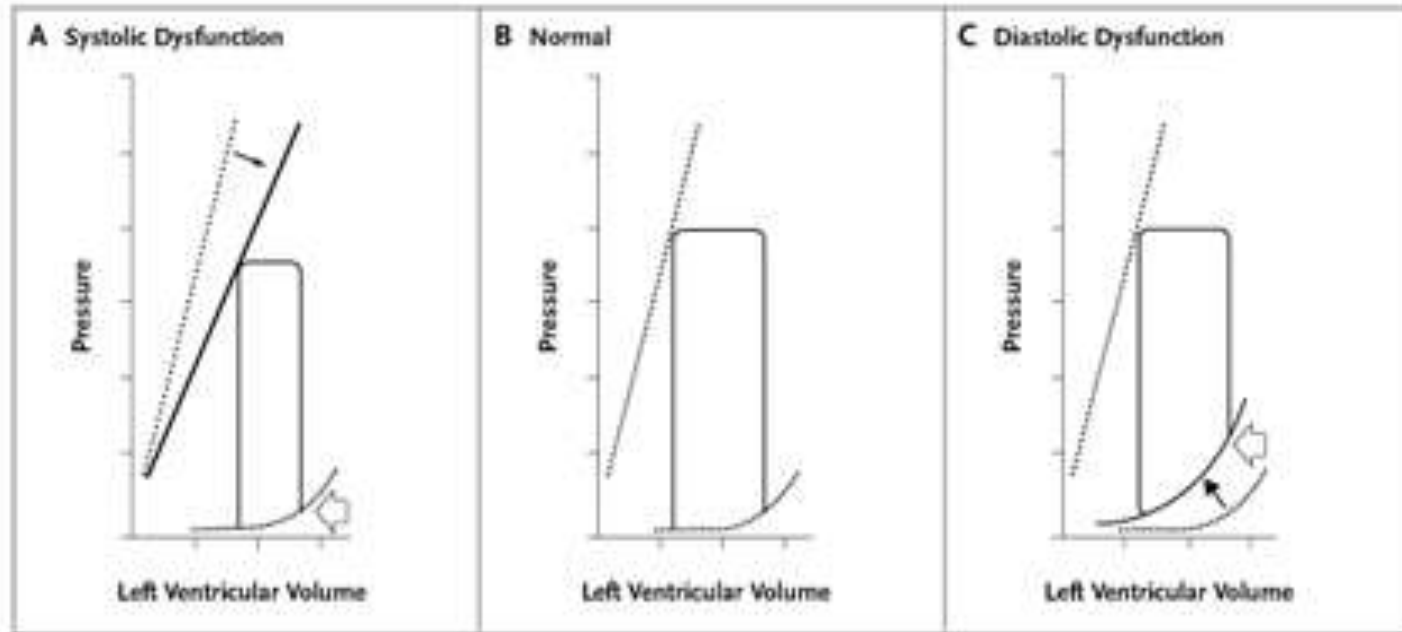 A Systolic Dysfunction
B Normal
C Diastolic Dysfunction
Pressure
Pressure
Pressure
Left Ventricular Volume
Left Ventricular Volume
Left Ventricular Volume